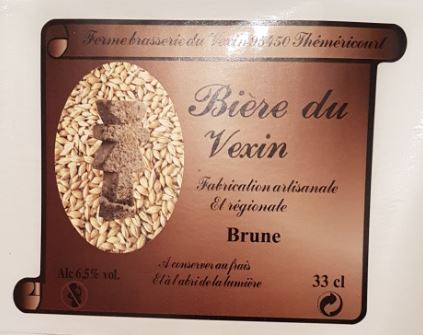 Ferme brasserie du Vexin 95450 Théméricourt
Bière du
Vexin
Fabrication artisanale
Et régionale
Brune
A conserver au frais
Et à l'abri de la lumière
Alc 6,5% vol.
33 cl